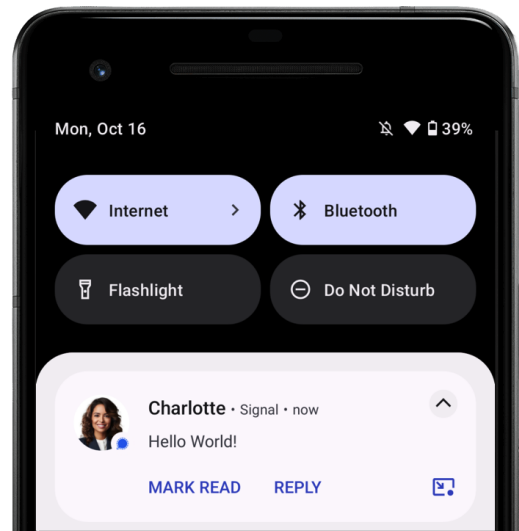 Mon, Oct 16 39%
Internet Bluetooth
Flashlight Do Not Disturb
Charlotte • Signal • now
Hello World!
MARK READ REPLY